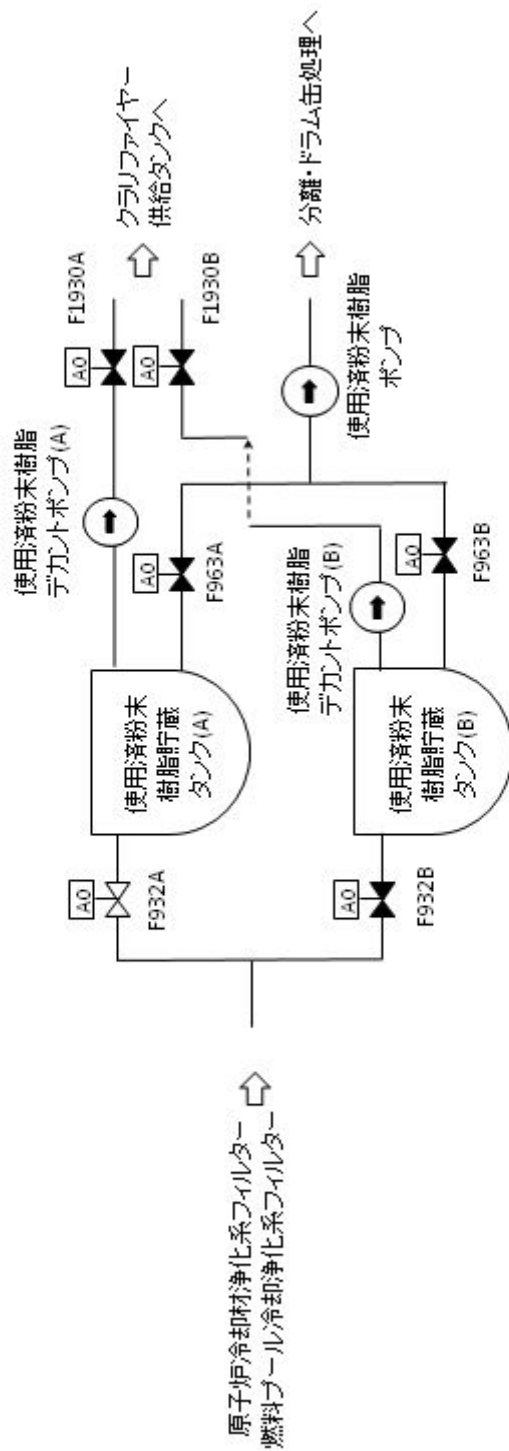 原子炉冷却材浄化系フィルター
燃料プール冷却浄化系フィルター
A0
F932A
A0
F932B
使用済粉末
樹脂貯蔵
タンク(A)
使用済粉末
樹脂貯蔵
タンク(B)
使用済粉末樹脂
デカントポンプ(A)
A0
F963A
使用済粉末樹脂
デカントポンプ(B)
A0
F963B
A0
F1930A
A0
F1930B
クラリファイヤー
供給タンクへ
使用済粉末樹脂
ポンプ
分離・ドラム缶処理へ